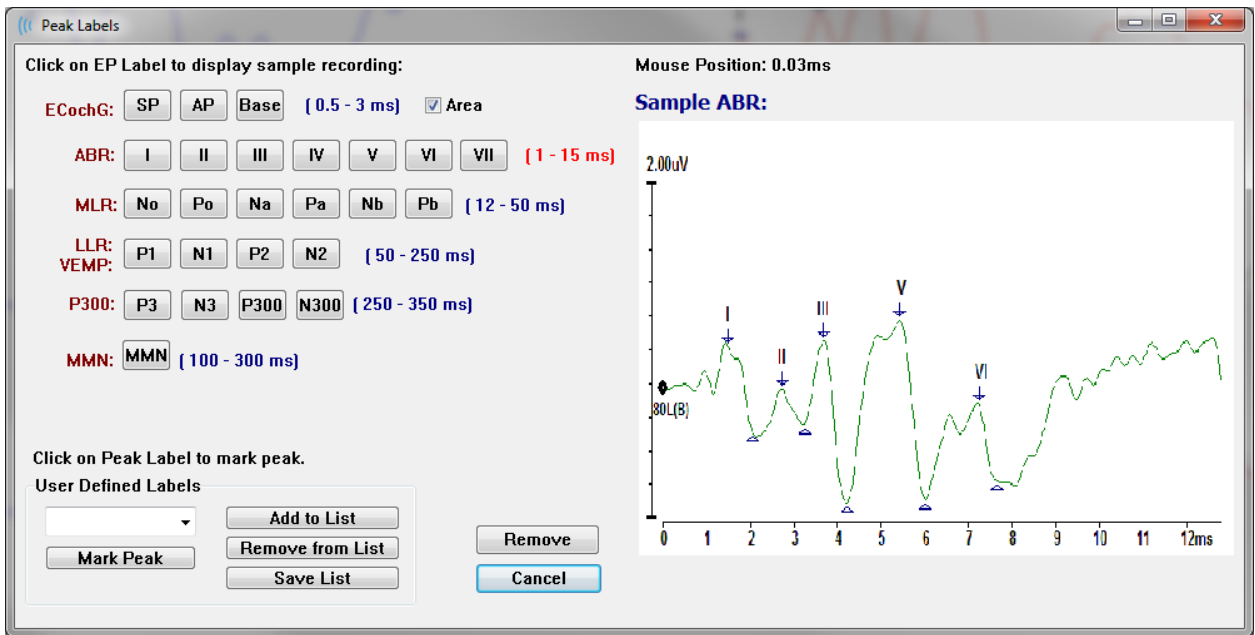 Peak Labels
Click on EP Label to display sample recording:
ECochG: SP AP Base ( 0.5 - 3 ms) Area
ABR: I II III IV V VI VII ( 1 - 15 ms)
MLR: No Po Na Pa Nb Pb ( 12 - 50 ms)
LLR:
VEMP: P1 N1 P2 N2 ( 50 - 250 ms)
P300: P3 N3 P300 N300 ( 250 - 350 ms)
MMN: MMN ( 100 - 300 ms)
Click on Peak Label to mark peak.
User Defined Labels
Add to List
Mark Peak
Remove from List
Save List
Remove
Cancel
Mouse Position: 0.03ms
Sample ABR:
2.00uV
I II III V VI
80L(B)
0 1 2 3 4 5 6 7 8 9 10 11 12ms